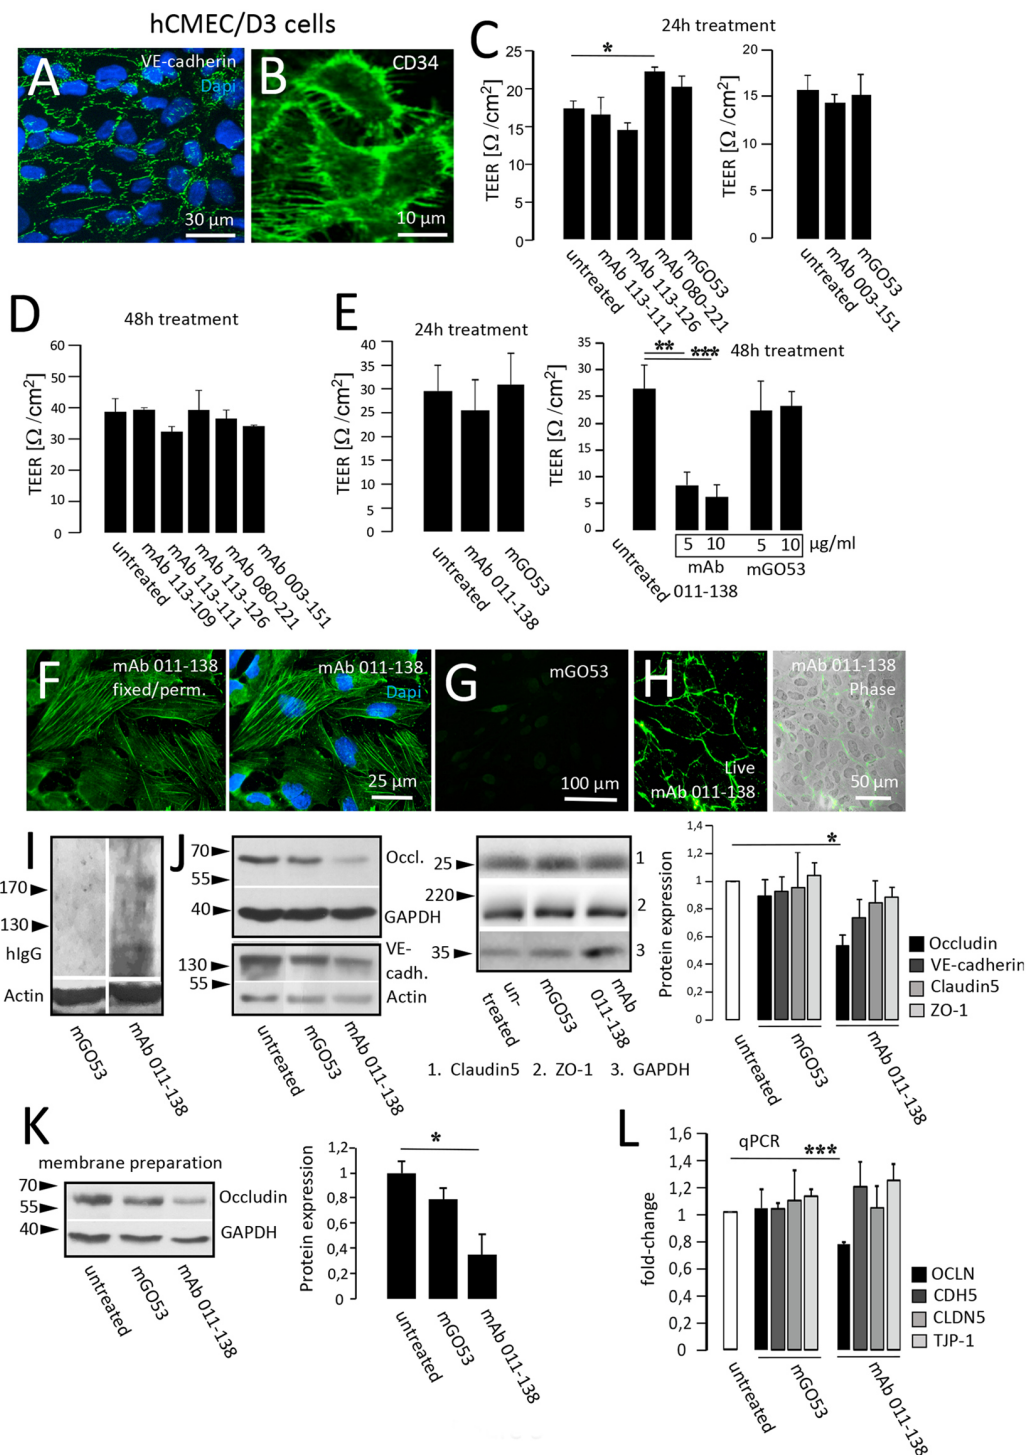 hCMEC/D3 cells
A
VE-cadherin
Dapi
30 µm
B
CD34
10 µm
C
24h treatment
TEER [Ω /cm2]
25
20
15
10
5
0
*
untreated
mAb 113-111
mAb 113-126
mAb 080-221
mGO53
TEER [Ω /cm2]
20
15
10
5
0
untreated
mAb 003-151
mGO53
D
48h treatment
TEER [Ω /cm2]
60
50
40
30
20
10
0
untreated
mAb 113-109
mAb 113-111
mAb 113-126
mAb 080-221
mAb 003-151
E
24h treatment
TEER [Ω /cm2]
40
35
30
25
20
15
10
5
0
untreated
mAb 011-138
mGO53
48h treatment
** ***
TEER [Ω /cm2]
35
30
25
20
15
10
5
0
untreated
5 10
5 10
µg/ml
mAb
011-138
mGO53
F
mAb 011-138
fixed/perm.
mAb 011-138
Dapi
25 µm
G
mGO53
100 µm
H
Live
mAb 011-138
mAb 011-138
Phase
50 µm
I
170
130
hIgG
Actin
mGO53
mAb 011-138
J
70
55
40
Occl.
GAPDH
130
55
VE-
cadh.
Actin
untreated
mGO53
mAb 011-138
25
220
35
1
2
3
un-
treated
mGO53
mAb
011-138
1. Claudin5 2. ZO-1 3. GAPDH
Protein expression
1,4
1,2
1
0,8
0,6
0,4
0,2
0
*
untreated
mGO53
mAb 011-138
Occludin
VE-cadherin
Claudin5
ZO-1
K
membrane preparation
70
55
40
Occludin
GAPDH
untreated
mGO53
mAb 011-138
Protein expression
1,2
1
0,8
0,6
0,4
0,2
0
*
untreated
mGO53
mAb 011-138
L
qPCR
***
fold-change
1,6
1,4
1,2
1
0,8
0,6
0,4
0,2
0
untreated
mGO53
mAb 011-138
OCLN
CDH5
CLDN5
TJP-1